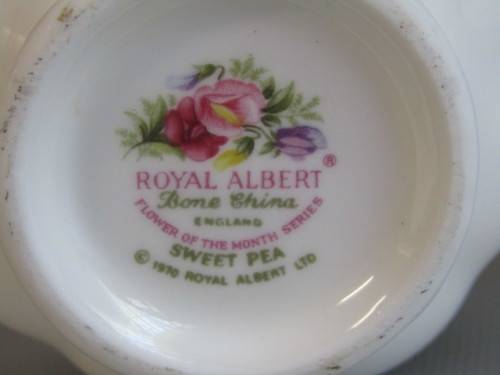 ROYAL ALBERT®
Bone China
ENGLAND
FLOWER OF THE MONTH SERIES
SWEET PEA
© 1970 ROYAL ALBERT LTD